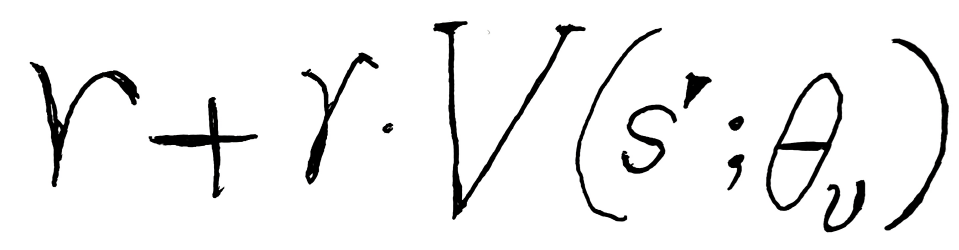 r + γ · V(s′; θ_v)